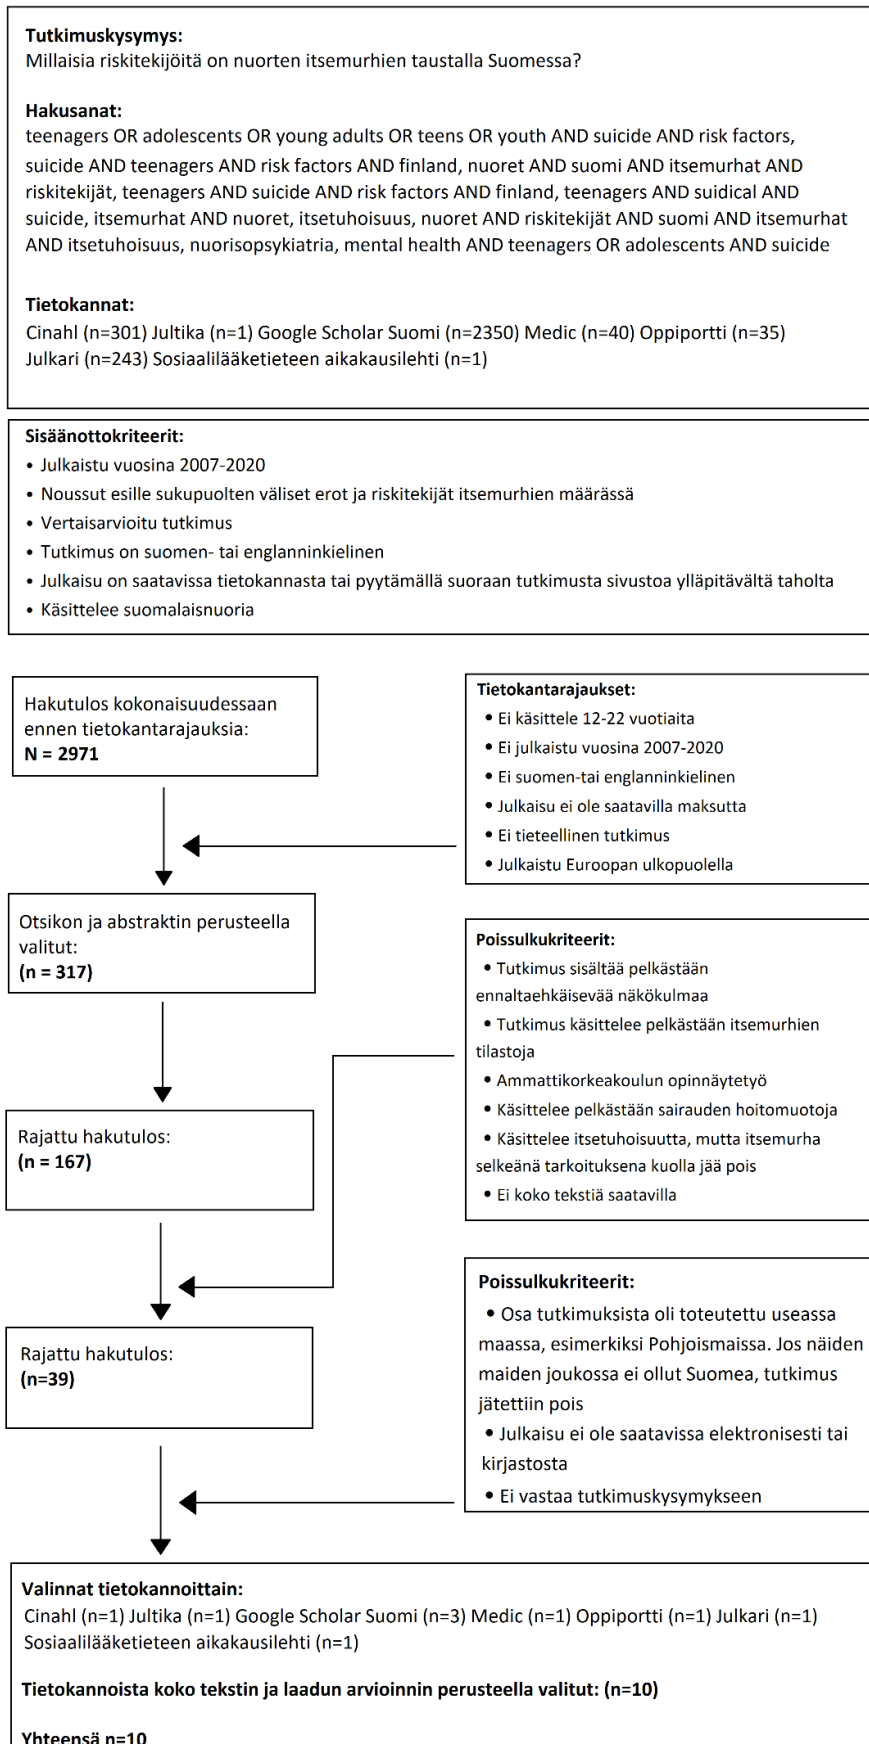 Tutkimuskysymys:
Millaisia riskitekijöitä on nuorten itsemurhien taustalla Suomessa?
Hakusanat:
teenagers OR adolescents OR young adults OR teens OR youth AND suicide AND risk factors,
suicide AND teenagers AND risk factors AND finland, nuoret AND suomi AND itsemurhat AND
riskitekijät, teenagers AND suicide AND risk factors AND finland, teenagers AND suidical AND
suicide, itsemurhat AND nuoret, itsetuhoisuus, nuoret AND riskitekijät AND suomi AND itsemurhat
AND itsetuhoisuus, nuorisopsykiatria, mental health AND teenagers OR adolescents AND suicide
Tietokannat:
Cinahl (n=301) Jultika (n=1) Google Scholar Suomi (n=2350) Medic (n=40) Oppiportti (n=35)
Julkari (n=243) Sosiaalilääketieteen aikakausilehti (n=1)
Sisäänottokriteerit:
• Julkaistu vuosina 2007-2020
• Noussut esille sukupuolten väliset erot ja riskitekijät itsemurhien määrässä
• Vertaisarvioitu tutkimus
• Tutkimus on suomen- tai englanninkielinen
• Julkaisu on saatavissa tietokannasta tai pyytämällä suoraan tutkimusta sivustoa ylläpitävältä taholta
• Käsittelee suomalaisnuoria
Hakutulos kokonaisuudessaan
ennen tietokantarajauksia:
N = 2971
Tietokantarajaukset:
• Ei käsittele 12-22 vuotiaita
• Ei julkaistu vuosina 2007-2020
• Ei suomen-tai englanninkielinen
• Julkaisu ei ole saatavilla maksutta
• Ei tieteellinen tutkimus
• Julkaistu Euroopan ulkopuolella
Otsikon ja abstraktin perusteella
valitut:
(n = 317)
Poissulkukriteerit:
• Tutkimus sisältää pelkästään
ennaltaehkäisevää näkökulmaa
• Tutkimus käsittelee pelkästään itsemurhien
tilastoja
• Ammattikorkeakoulun opinnäytetyö
• Käsittelee pelkästään sairauden hoitomuotoja
• Käsittelee itsetuhoisuutta, mutta itsemurha
selkeänä tarkoituksena kuolla jää pois
• Ei koko tekstiä saatavilla
Rajattu hakutulos:
(n = 167)
Poissulkukriteerit:
• Osa tutkimuksista oli toteutettu useassa
maassa, esimerkiksi Pohjoismaissa. Jos näiden
maiden joukossa ei ollut Suomea, tutkimus
jätettiin pois
• Julkaisu ei ole saatavissa elektronisesti tai
kirjastosta
• Ei vastaa tutkimuskysymykseen
Rajattu hakutulos:
(n=39)
Valinnat tietokannoittain:
Cinahl (n=1) Jultika (n=1) Google Scholar Suomi (n=3) Medic (n=1) Oppiportti (n=1) Julkari (n=1)
Sosiaalilääketieteen aikakausilehti (n=1)
Tietokannoista koko tekstin ja laadun arvioinnin perusteella valitut: (n=10)
Yhteensä n=10